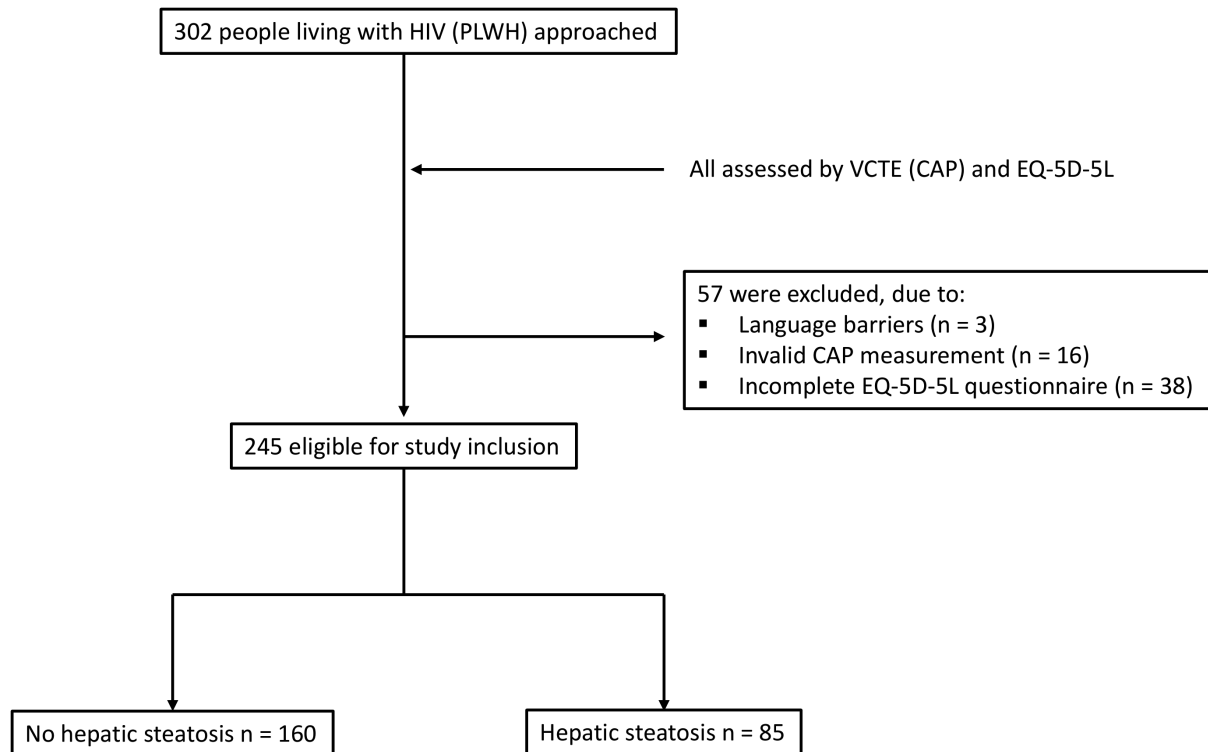 302 people living with HIV (PLWH) approached
All assessed by VCTE (CAP) and EQ-5D-5L
57 were excluded, due to:
▪ Language barriers (n = 3)
▪ Invalid CAP measurement (n = 16)
▪ Incomplete EQ-5D-5L questionnaire (n = 38)
245 eligible for study inclusion
No hepatic steatosis n = 160
Hepatic steatosis n = 85